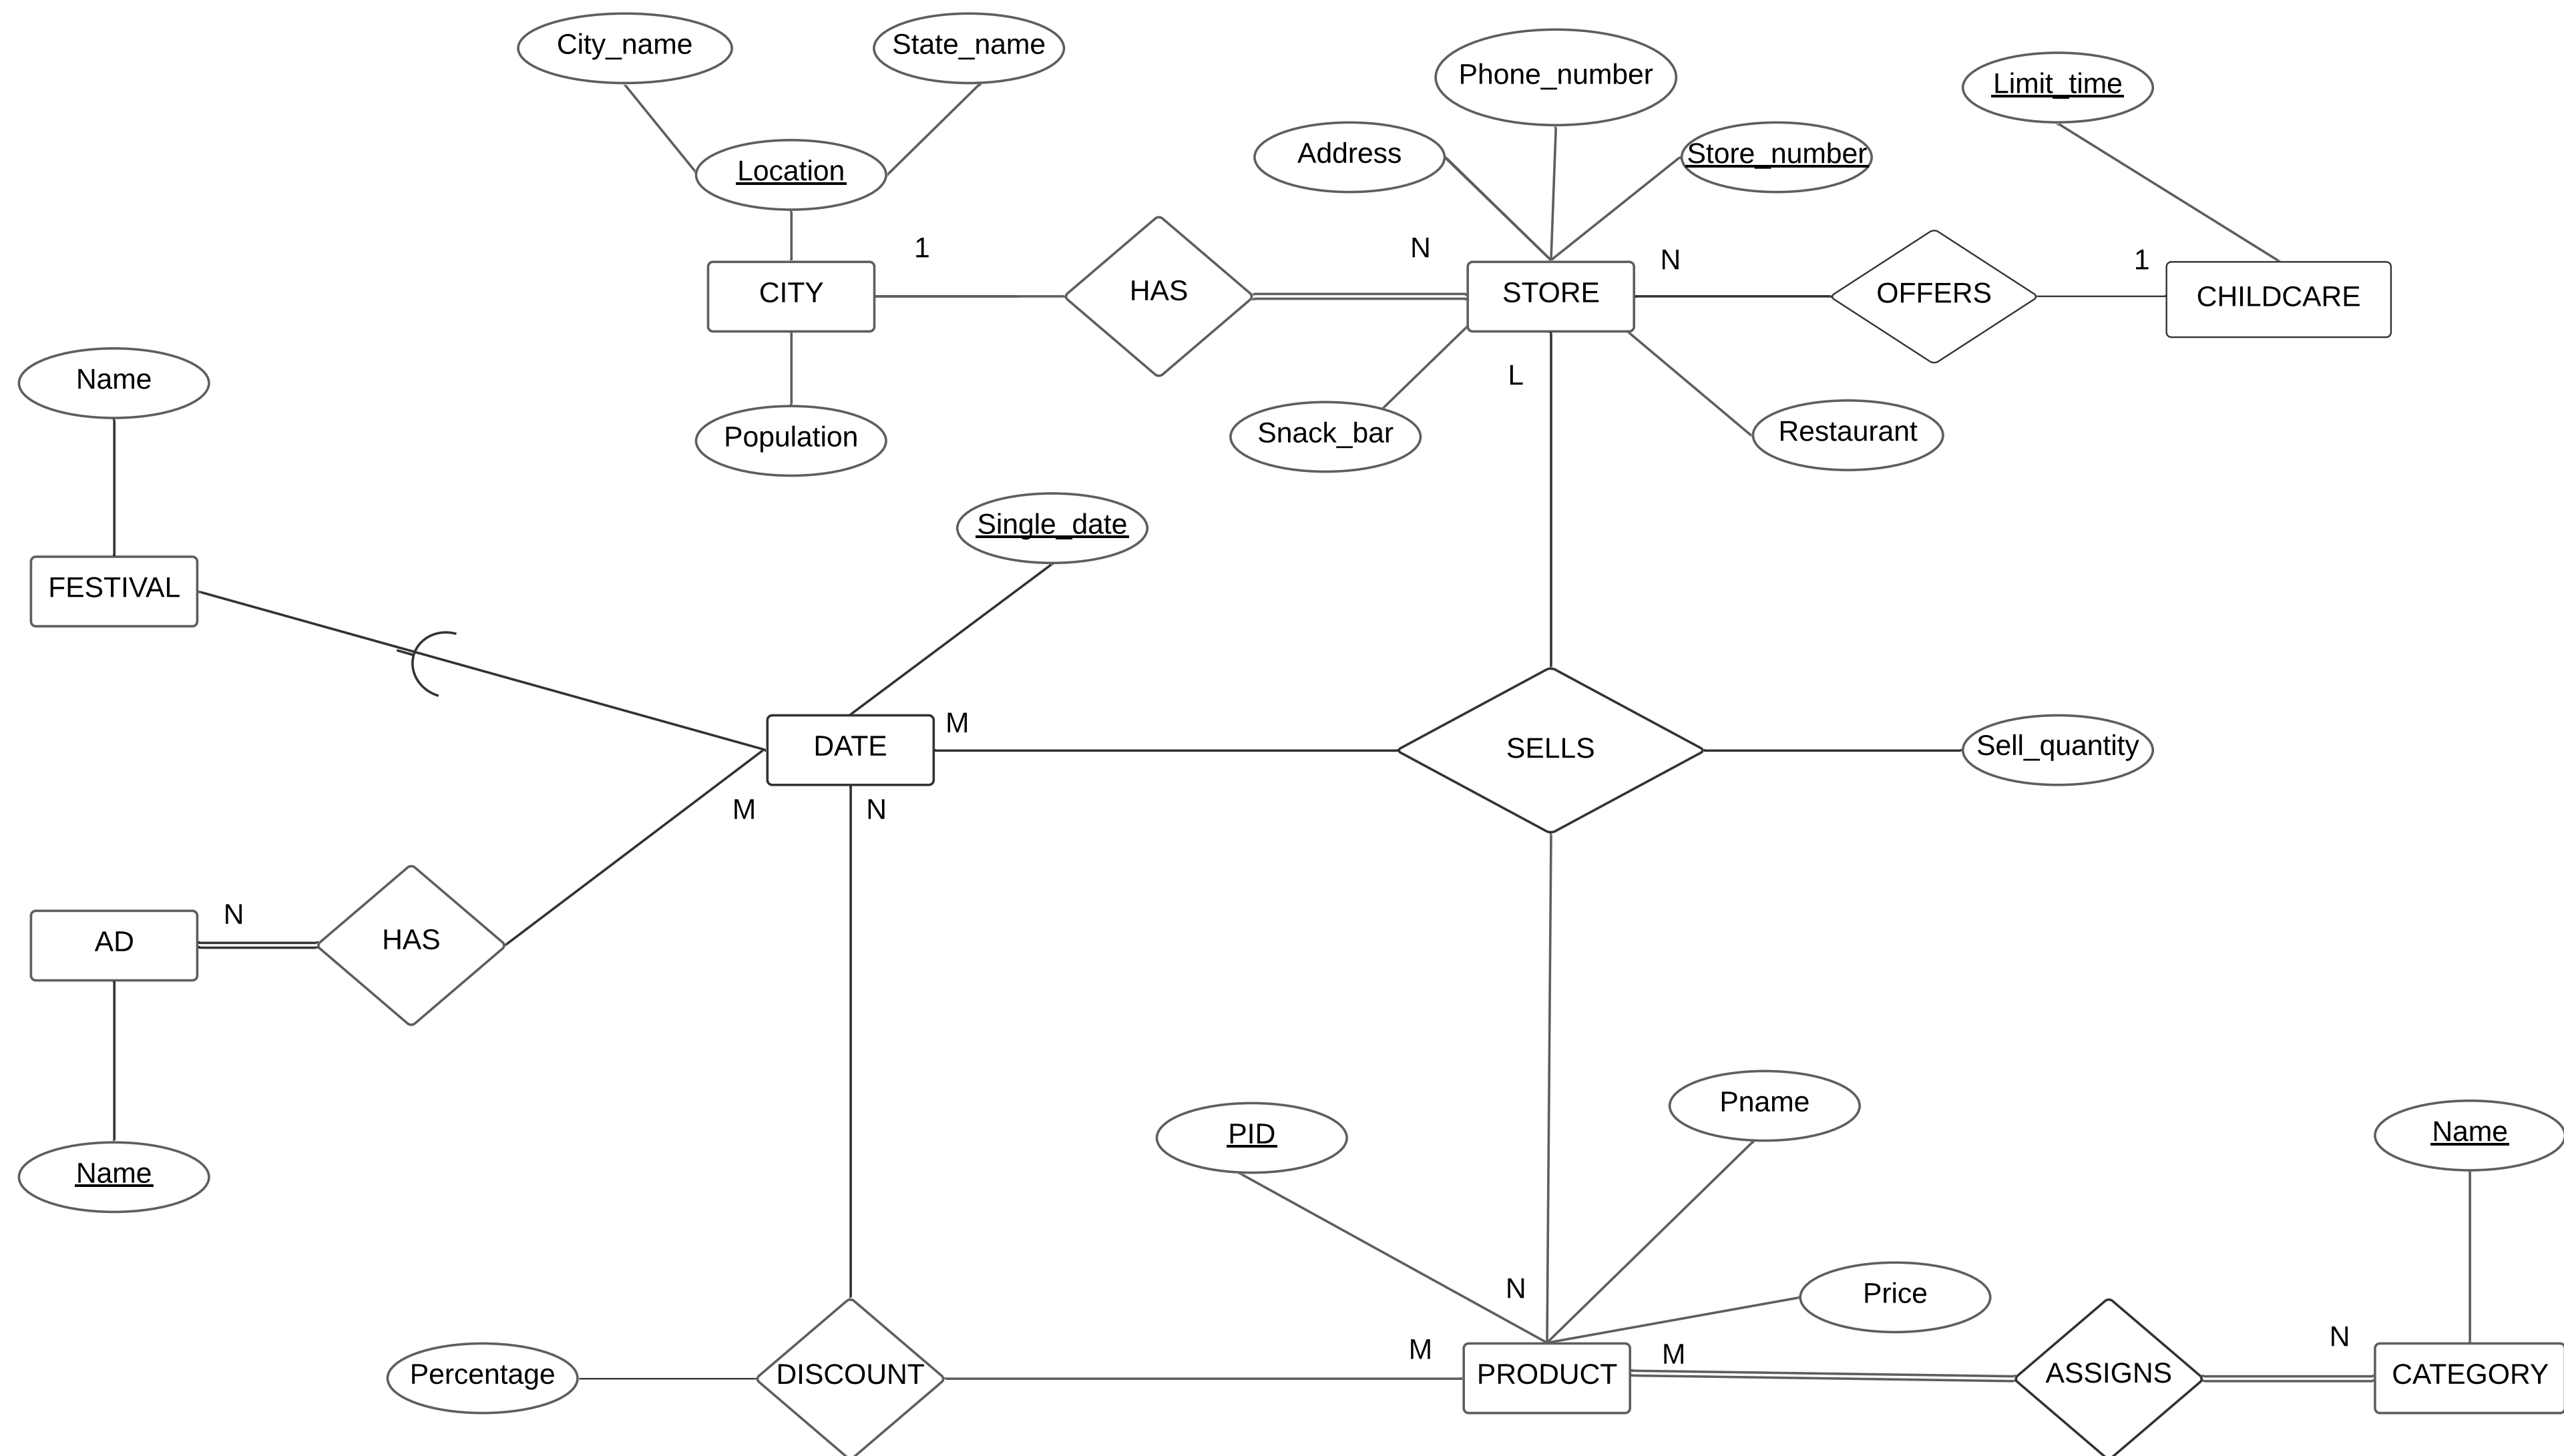 City_name
State_name
Phone_number
Limit_time
Address
Store_number
Location
1
N
N
1
CITY
HAS
STORE
OFFERS
CHILDCARE
Name
L
Population
Snack_bar
Restaurant
Single_date
FESTIVAL
M
DATE
SELLS
Sell_quantity
M
N
N
AD
HAS
Name
PID
Pname
Name
N
Price
M
M
N
Percentage
DISCOUNT
PRODUCT
ASSIGNS
CATEGORY